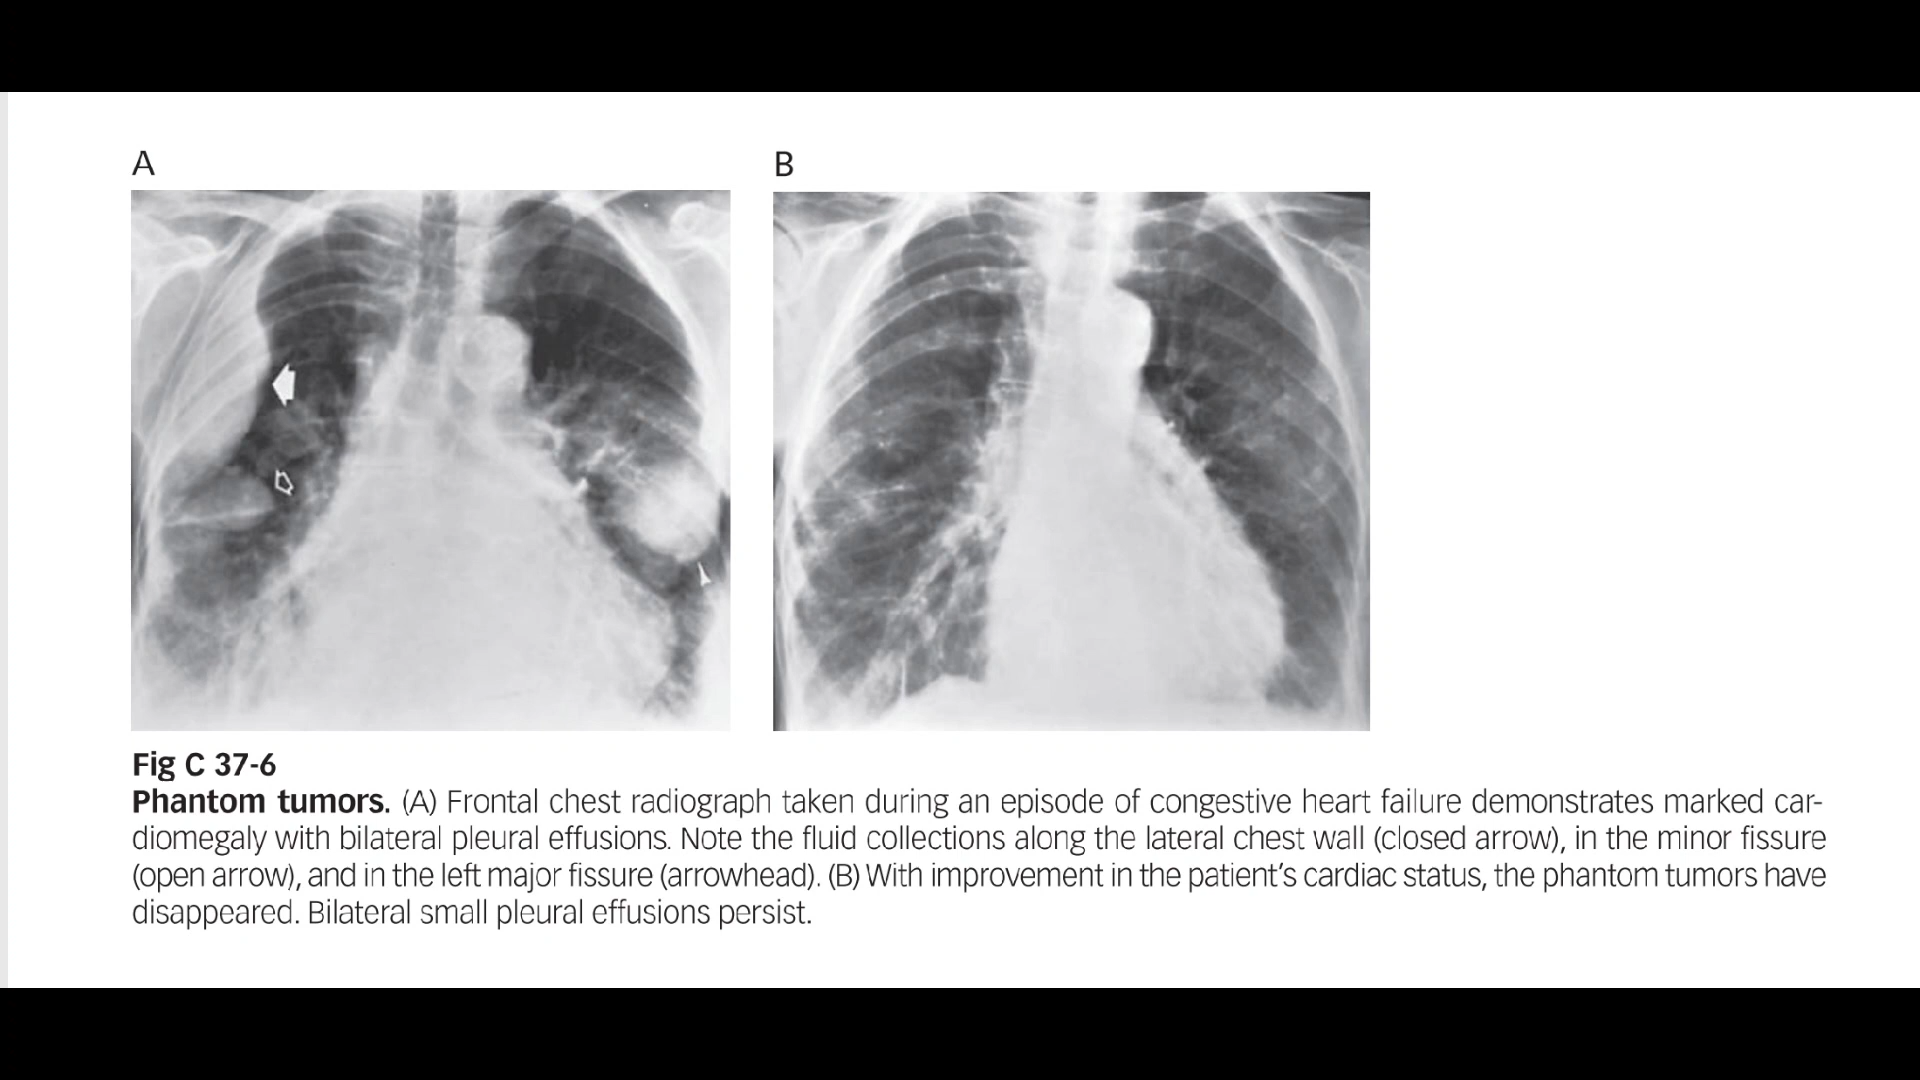 A
B
Fig C 37-6
Phantom tumors. (A) Frontal chest radiograph taken during an episode of congestive heart failure demonstrates marked car-
diomegaly with bilateral pleural effusions. Note the fluid collections along the lateral chest wall (closed arrow), in the minor fissure
(open arrow), and in the left major fissure (arrowhead). (B) With improvement in the patient's cardiac status, the phantom tumors have
disappeared. Bilateral small pleural effusions persist.